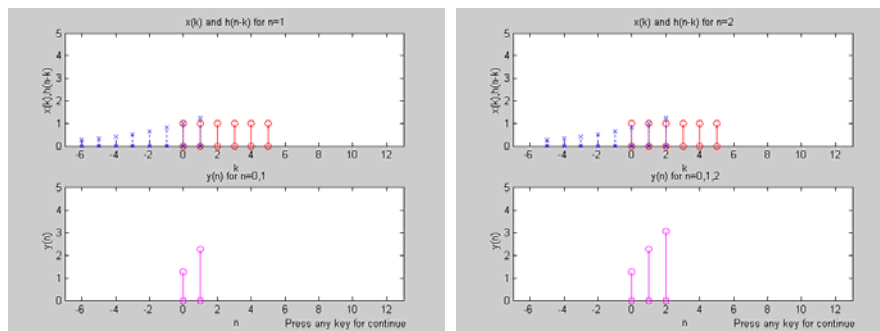 x(k) and h(n-k) for n=1
x(k),h(n-k)
5
4
3
2
1
0
-6 -4 -2 0 2 4 6 8 10 12
k
y(n) for n=0,1
y(n)
5
4
3
2
1
0
-6 -4 -2 0 2 4 6 8 10 12
n
Press any key for continue
x(k) and h(n-k) for n=2
x(k),h(n-k)
5
4
3
2
1
0
-6 -4 -2 0 2 4 6 8 10 12
k
y(n) for n=0,1,2
y(n)
5
4
3
2
1
0
-6 -4 -2 0 2 4 6 8 10 12
n
Press any key for continue